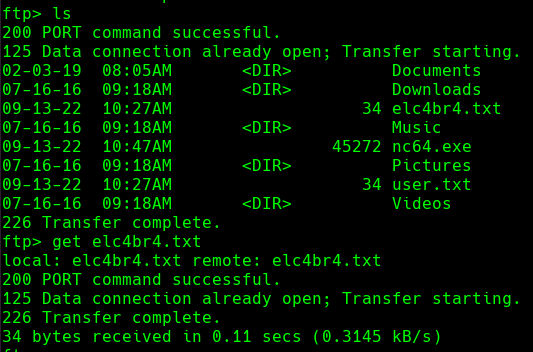 ftp> ls
200 PORT command successful.
125 Data connection already open; Transfer starting.
02-03-19  08:05AM       <DIR>          Documents
07-16-16  09:18AM       <DIR>          Downloads
09-13-22  10:27AM                   34 elc4br4.txt
07-16-16  09:18AM       <DIR>          Music
09-13-22  10:47AM                45272 nc64.exe
07-16-16  09:18AM       <DIR>          Pictures
09-13-22  10:27AM                   34 user.txt
07-16-16  09:18AM       <DIR>          Videos
226 Transfer complete.
ftp> get elc4br4.txt
local: elc4br4.txt remote: elc4br4.txt
200 PORT command successful.
125 Data connection already open; Transfer starting.
226 Transfer complete.
34 bytes received in 0.11 secs (0.3145 kB/s)